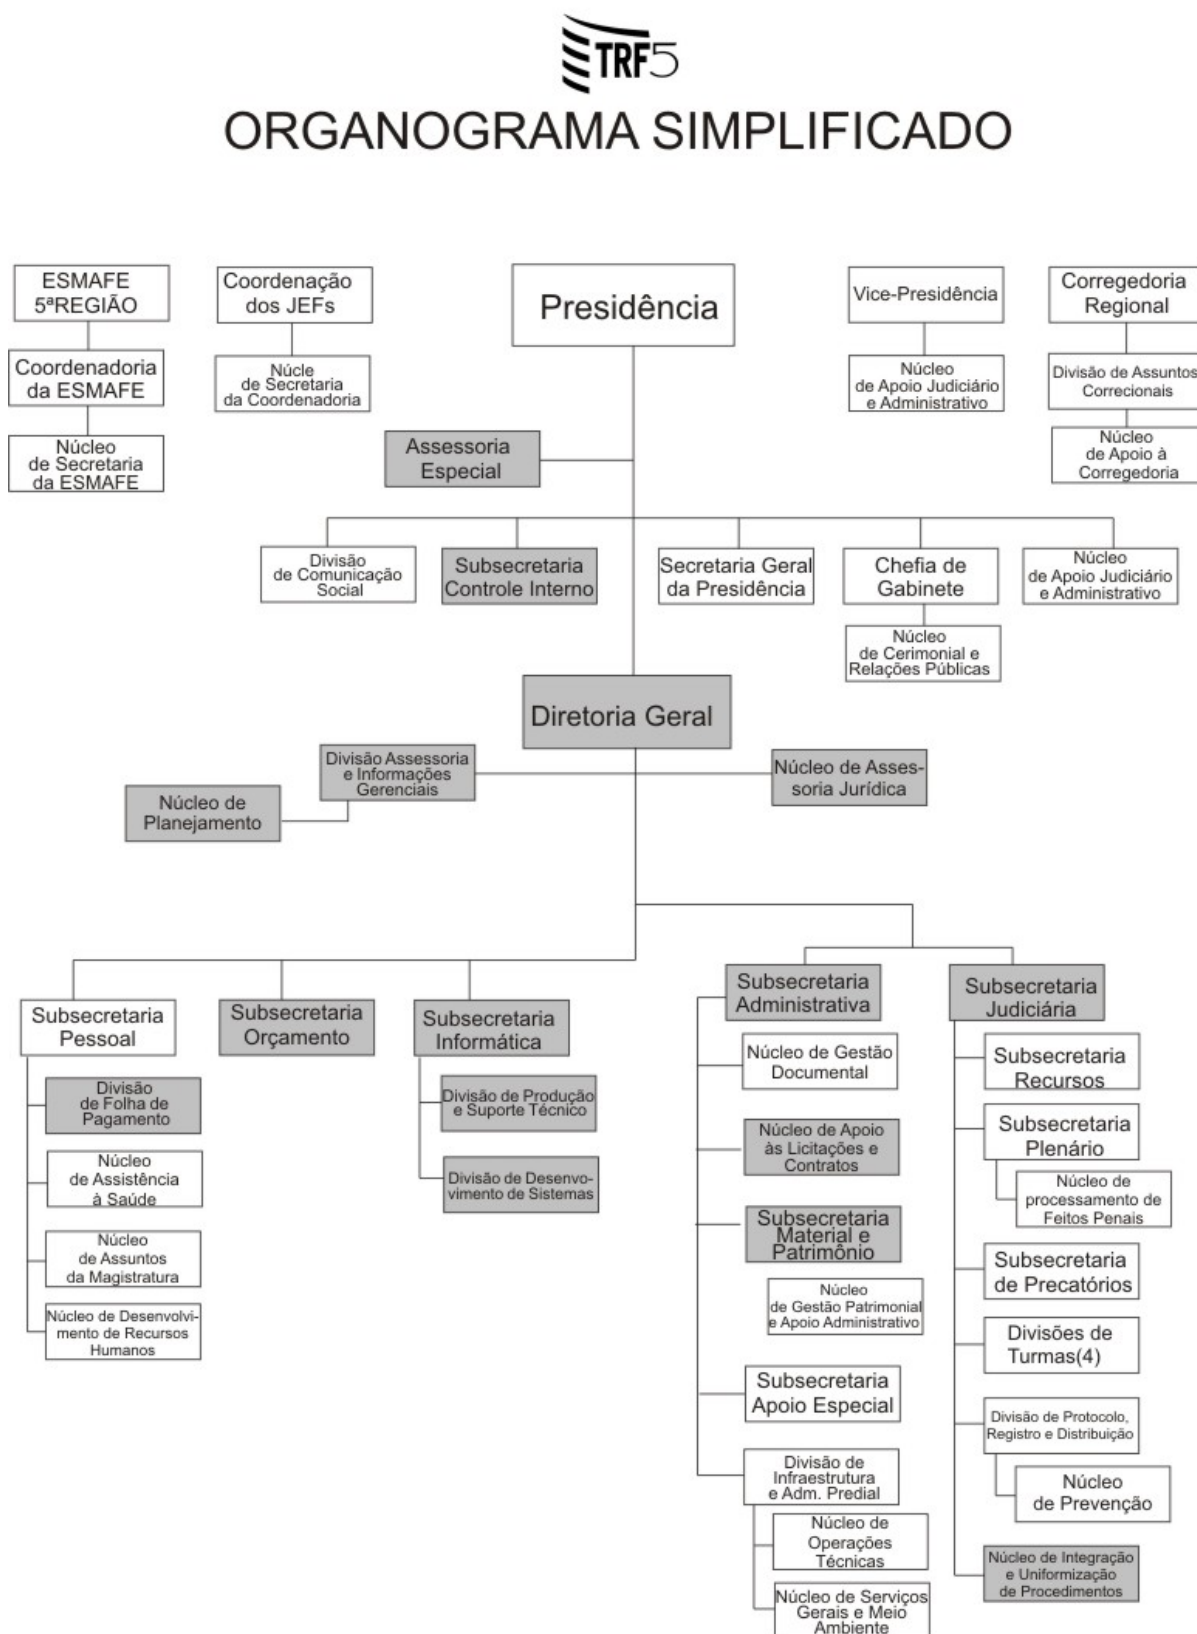 TRF5
ORGANOGRAMA SIMPLIFICADO
ESMAFE
5ªREGIÃO
Coordenadoria
da ESMAFE
Núcleo
de Secretaria
da ESMAFE
Coordenação
dos JEFs
Núcle
de Secretaria
da Coordenadoria
Presidência
Vice-Presidência
Núcleo
de Apoio Judiciário
e Administrativo
Corregedoria
Regional
Divisão de Assuntos
Correcionais
Núcleo
de Apoio à
Corregedoria
Assessoria
Especial
Divisão
de Comunicação
Social
Subsecretaria
Controle Interno
Secretaria Geral
da Presidência
Chefia de
Gabinete
Núcleo
de Cerimonial e
Relações Públicas
Núcleo
de Apoio Judiciário
e Administrativo
Diretoria Geral
Divisão Assessoria
e Informações
Gerenciais
Núcleo de
Planejamento
Núcleo de Asses-
soria Jurídica
Subsecretaria
Pessoal
Divisão
de Folha de
Pagamento
Núcleo
de Assistência
à Saúde
Núcleo
de Assuntos
da Magistratura
Núcleo de Desenvolvi-
mento de Recursos
Humanos
Subsecretaria
Orçamento
Subsecretaria
Informática
Divisão de Produção
e Suporte Técnico
Divisão de Desenvo-
vimento de Sistemas
Subsecretaria
Administrativa
Núcleo de Gestão
Documental
Núcleo de Apoio
às Licitações e
Contratos
Subsecretaria
Material e
Patrimônio
Núcleo
de Gestão Patrimonial
e Apoio Administrativo
Subsecretaria
Apoio Especial
Divisão de
Infraestrutura
e Adm. Predial
Núcleo de
Operações
Técnicas
Núcleo de Serviços
Gerais e Meio
Ambiente
Subsecretaria
Judiciária
Subsecretaria
Recursos
Subsecretaria
Plenário
Núcleo de
processamento de
Feitos Penais
Subsecretaria
de Precatórios
Divisões de
Turmas(4)
Divisão de Protocolo,
Registro e Distribuição
Núcleo
de Prevenção
Núcleo de Integração
e Uniformização
de Procedimentos